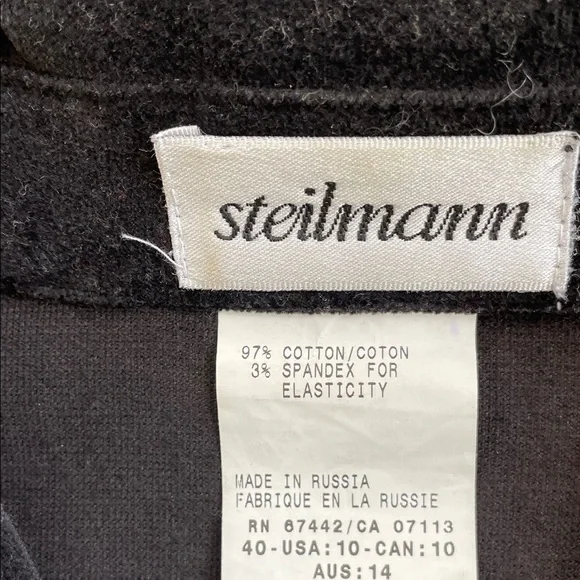 steilmann
97% COTTON/COTON
3% SPANDEX FOR
ELASTICITY
MADE IN RUSSIA
FABRIQUE EN LA RUSSIE
RN 67442/CA 07113
40-USA:10-CAN:10
AUS:14